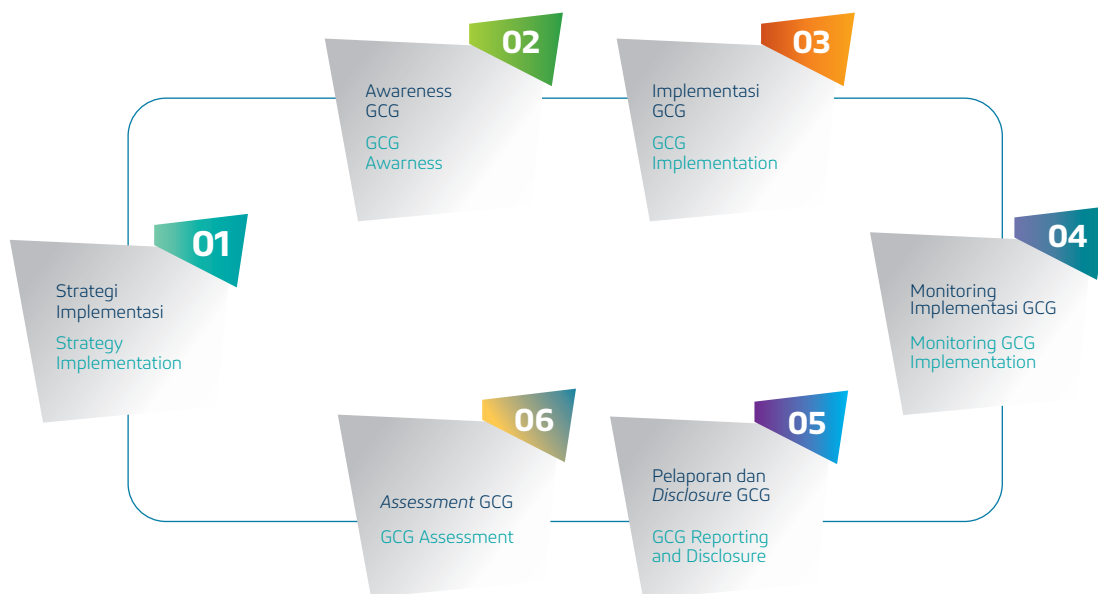 01
Strategi
Implementasi
Strategy
Implementation
02
Awareness
GCG
GCG
Awarness
03
Implementasi
GCG
GCG
Implementation
04
Monitoring
Implementasi GCG
Monitoring GCG
Implementation
05
Pelaporan dan
Disclosure GCG
GCG Reporting
and Disclosure
06
Assessment GCG
GCG Assessment